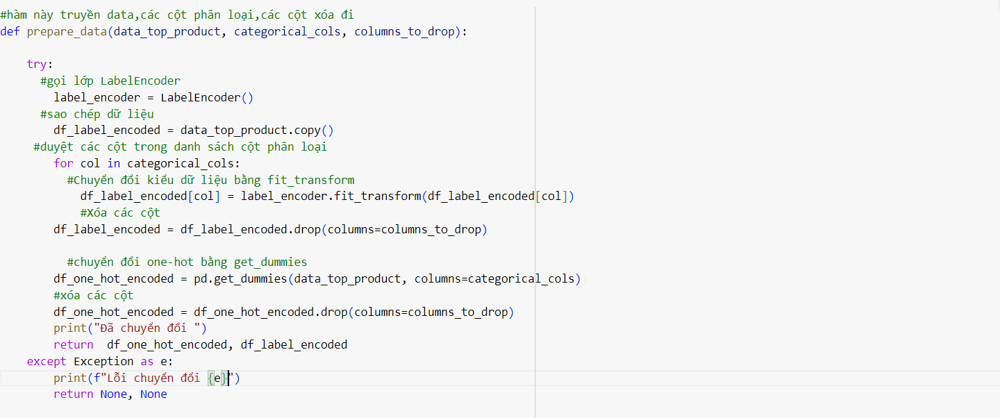 #hàm này truyền data,các cột phân loại,các cột xóa đi
def prepare_data(data_top_product, categorical_cols, columns_to_drop):
try:
#gọi lớp LabelEncoder
label_encoder = LabelEncoder()
#sao chép dữ liệu
df_label_encoded = data_top_product.copy()
#duyệt các cột trong danh sách cột phân loại
for col in categorical_cols:
#Chuyển đổi kiểu dữ liệu bằng fit_transform
df_label_encoded[col] = label_encoder.fit_transform(df_label_encoded[col])
#Xóa các cột
df_label_encoded = df_label_encoded.drop(columns=columns_to_drop)
#chuyển đổi one-hot bằng get_dummies
df_one_hot_encoded = pd.get_dummies(data_top_product, columns=categorical_cols)
#xóa các cột
df_one_hot_encoded = df_one_hot_encoded.drop(columns=columns_to_drop)
print("Đã chuyển đổi ")
return  df_one_hot_encoded, df_label_encoded
except Exception as e:
print(f"Lỗi chuyển đổi {e}")
return None, None